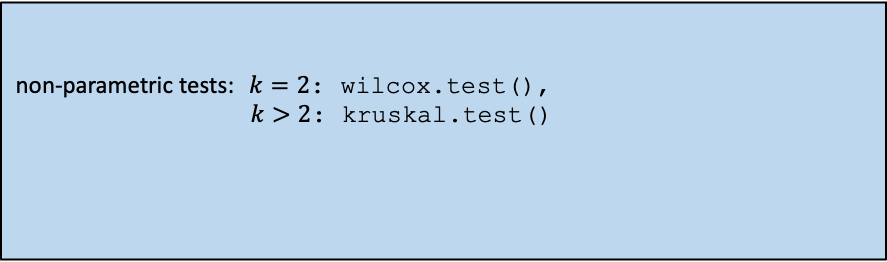 non-parametric tests: k = 2: wilcox.test(),
k > 2: kruskal.test()